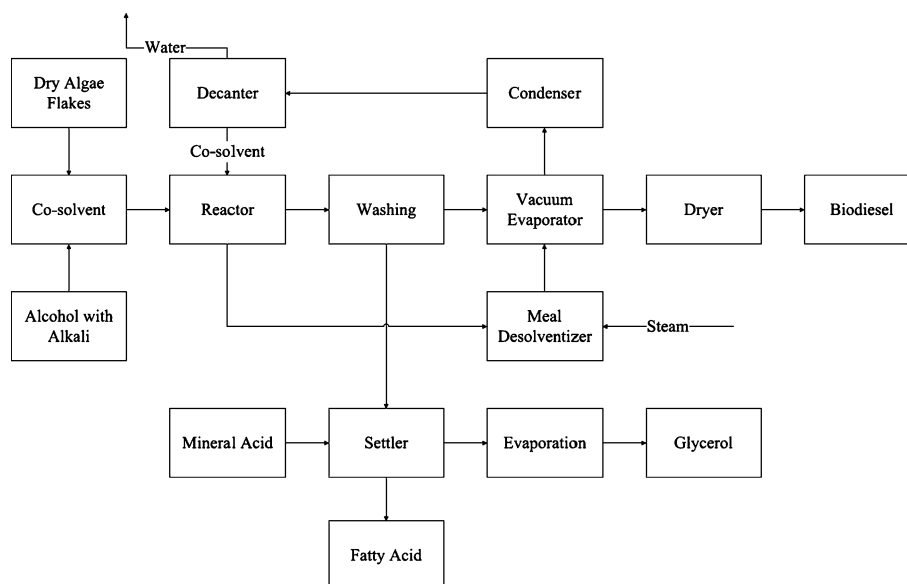 Water
Dry Algae
Flakes
Decanter
Condenser
Co-solvent
Co-solvent
Reactor
Washing
Vacuum
Evaporator
Dryer
Biodiesel
Alcohol with
Alkali
Meal
Desolventizer
Steam
Mineral Acid
Settler
Evaporation
Glycerol
Fatty Acid